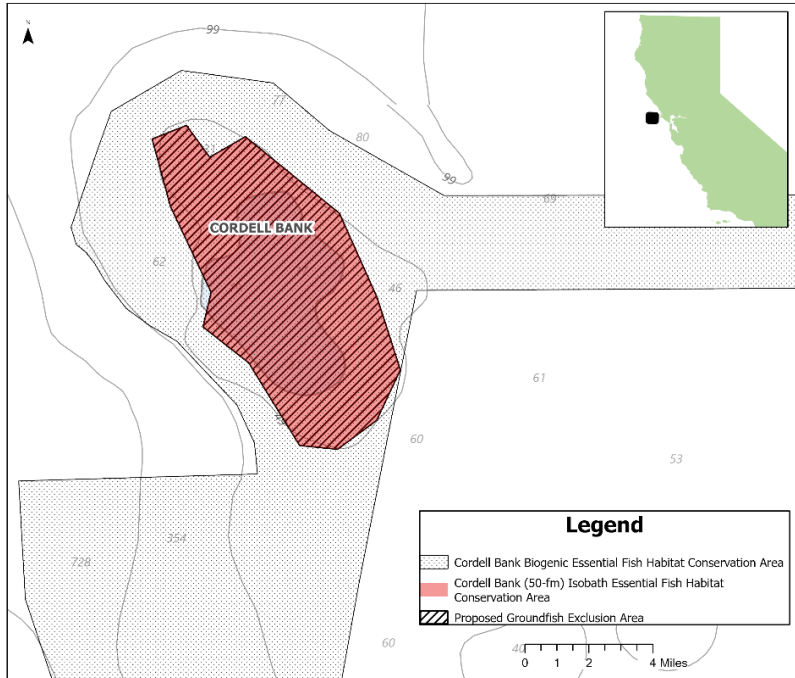 N
99
77
80
99
69
CORDELL BANK
62
46
61
60
53
354
728
60
40
Legend
Cordell Bank Biogenic Essential Fish Habitat Conservation Area
Cordell Bank (50-fm) Isobath Essential Fish Habitat
Conservation Area
Proposed Groundfish Exclusion Area
0 1 2 4 Miles